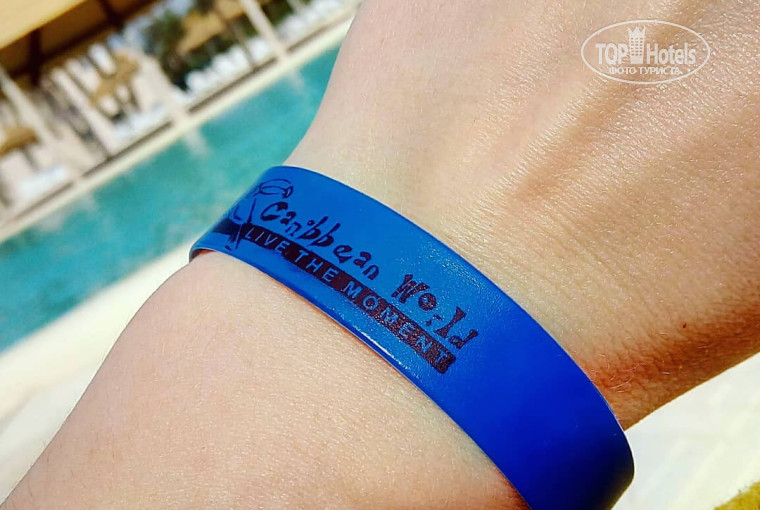 TOP Hotels
ФОТО ТУРИСТА
Caribbean World
LIVE THE MOMENT